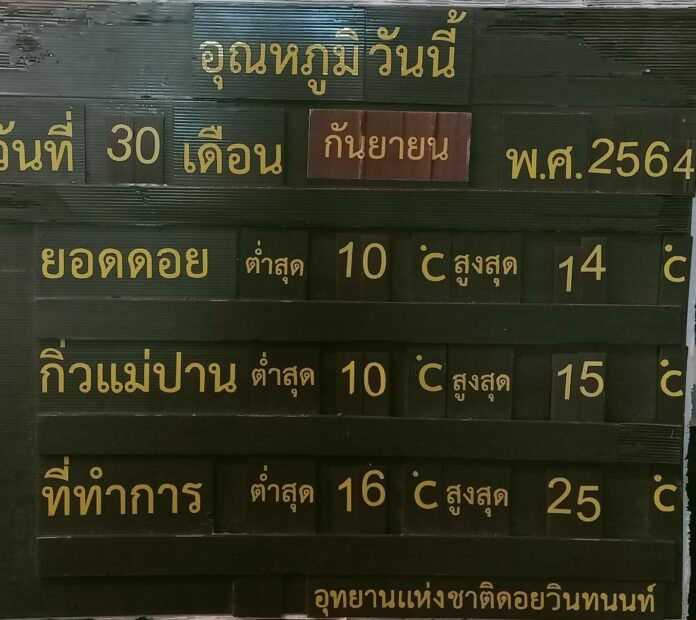 อุณหภูมิวันนี้
วันที่ 30 เดือน กันยายน พ.ศ. 2564
ยอดดอย ต่ำสุด 10 °C สูงสุด 14 °C
กิ่วแม่ปาน ต่ำสุด 10 °C สูงสุด 15 °C
ที่ทำการ ต่ำสุด 16 °C สูงสุด 25 °C
อุทยานแห่งชาติดอยวินทนนท์